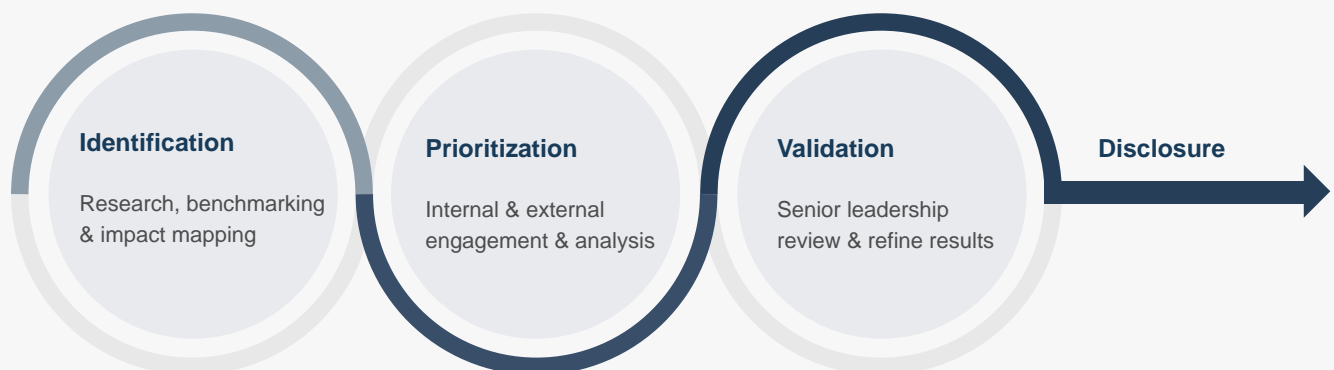 Identification
Research, benchmarking
& impact mapping
Prioritization
Internal & external
engagement & analysis
Validation
Senior leadership
review & refine results
Disclosure